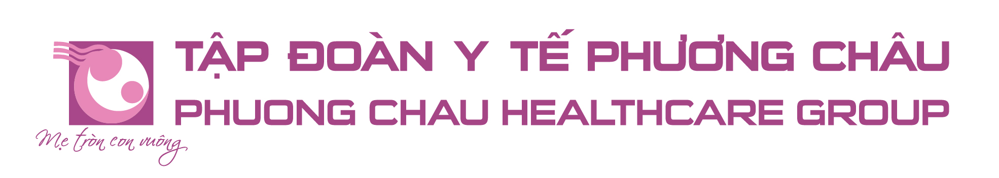 TẬP ĐOÀN Y TẾ PHƯƠNG CHÂU
PHUONG CHAU HEALTHCARE GROUP
Mẹ tròn con vuông